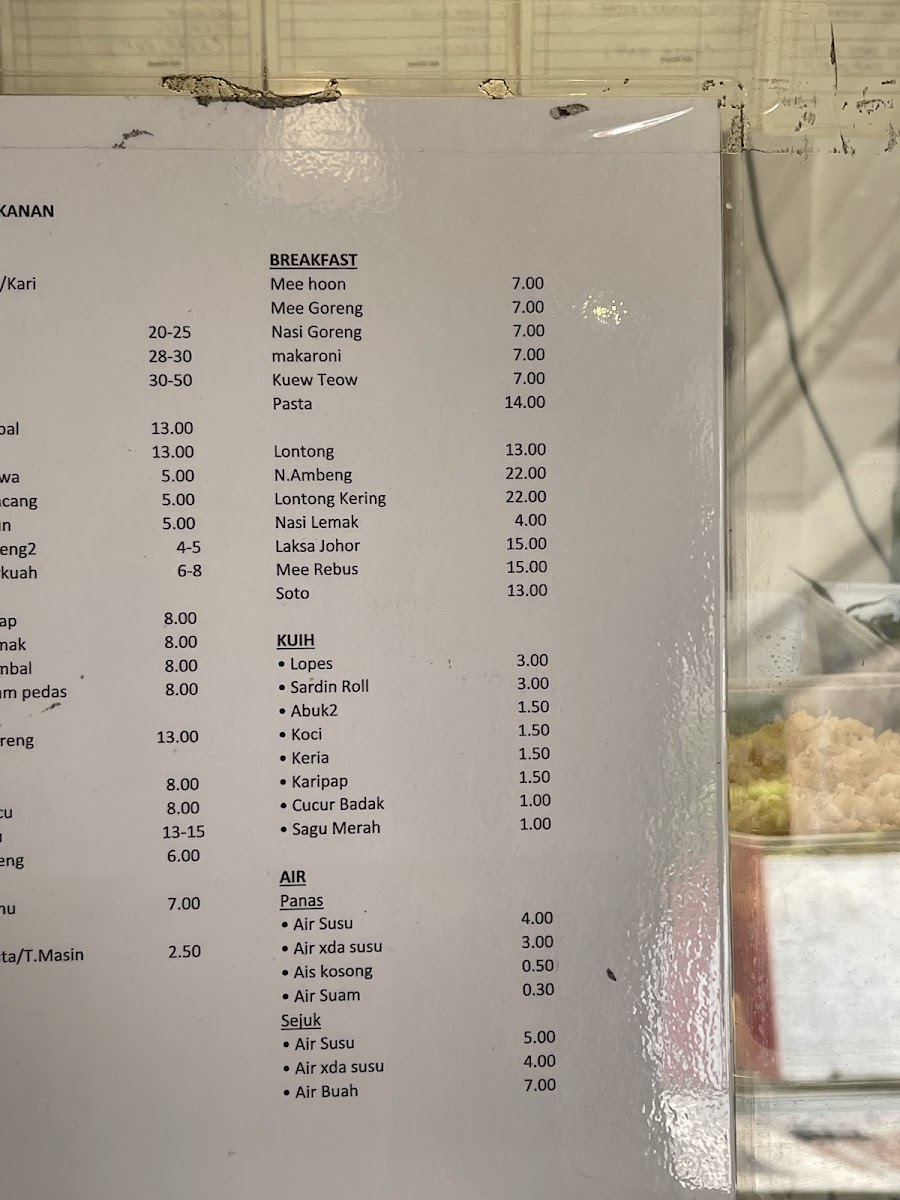 KANAN
/Kari
20-25
28-30
30-50
bal 13.00
13.00
wa 5.00
acang 5.00
un 5.00
eng2 4-5
kuah 6-8
ap 8.00
mak 8.00
mbal 8.00
am pedas 8.00
reng 13.00
8.00
cu 8.00
13-15
eng 6.00
hu 7.00
ita/T.Masin 2.50
BREAKFAST
Mee hoon 7.00
Mee Goreng 7.00
Nasi Goreng 7.00
makaroni 7.00
Kuew Teow 7.00
Pasta 14.00
Lontong 13.00
N.Ambeng 22.00
Lontong Kering 22.00
Nasi Lemak 4.00
Laksa Johor 15.00
Mee Rebus 15.00
Soto 13.00
KUIH
• Lopes 3.00
• Sardin Roll 3.00
• Abuk2 1.50
• Koci 1.50
• Keria 1.50
• Karipap 1.50
• Cucur Badak 1.00
• Sagu Merah 1.00
AIR
Panas
• Air Susu 4.00
• Air xda susu 3.00
• Ais kosong 0.50
• Air Suam 0.30
Sejuk
• Air Susu 5.00
• Air xda susu 4.00
• Air Buah 7.00